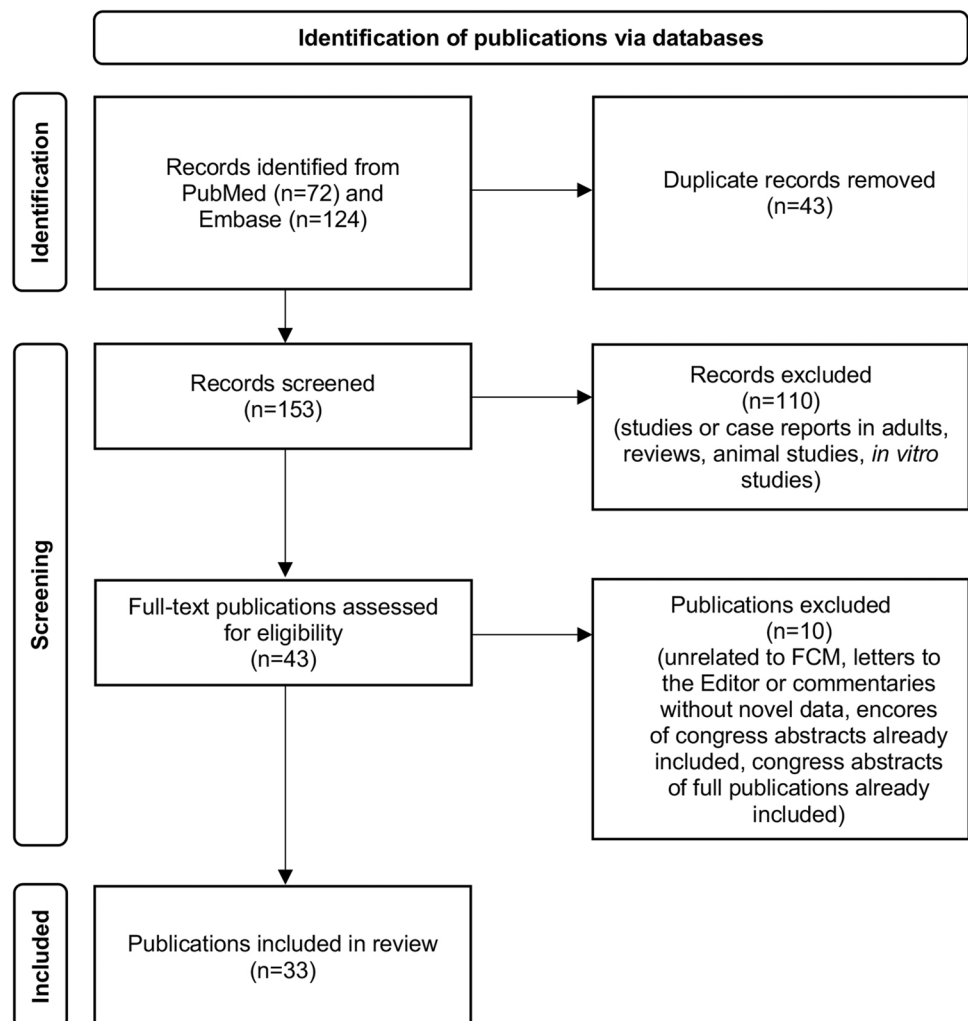 Identification of publications via databases
Identification
Records identified from
PubMed (n=72) and
Embase (n=124)
Duplicate records removed
(n=43)
Screening
Records screened
(n=153)
Records excluded
(n=110)
(studies or case reports in adults,
reviews, animal studies, in vitro
studies)
Full-text publications assessed
for eligibility
(n=43)
Publications excluded
(n=10)
(unrelated to FCM, letters to
the Editor or commentaries
without novel data, encores
of congress abstracts already
included, congress abstracts
of full publications already
included)
Included
Publications included in review
(n=33)